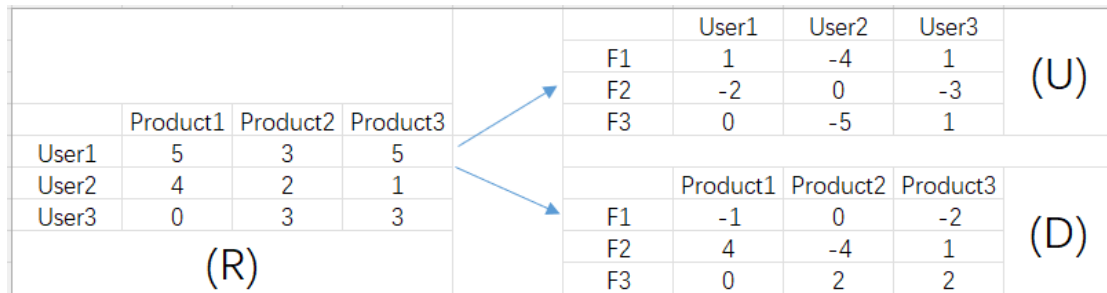 User1 User2 User3
F1 1 -4 1
F2 -2 0 -3
F3 0 -5 1
(U)
Product1 Product2 Product3
User1 5 3 5
User2 4 2 1
User3 0 3 3
(R)
Product1 Product2 Product3
F1 -1 0 -2
F2 4 -4 1
F3 0 2 2
(D)